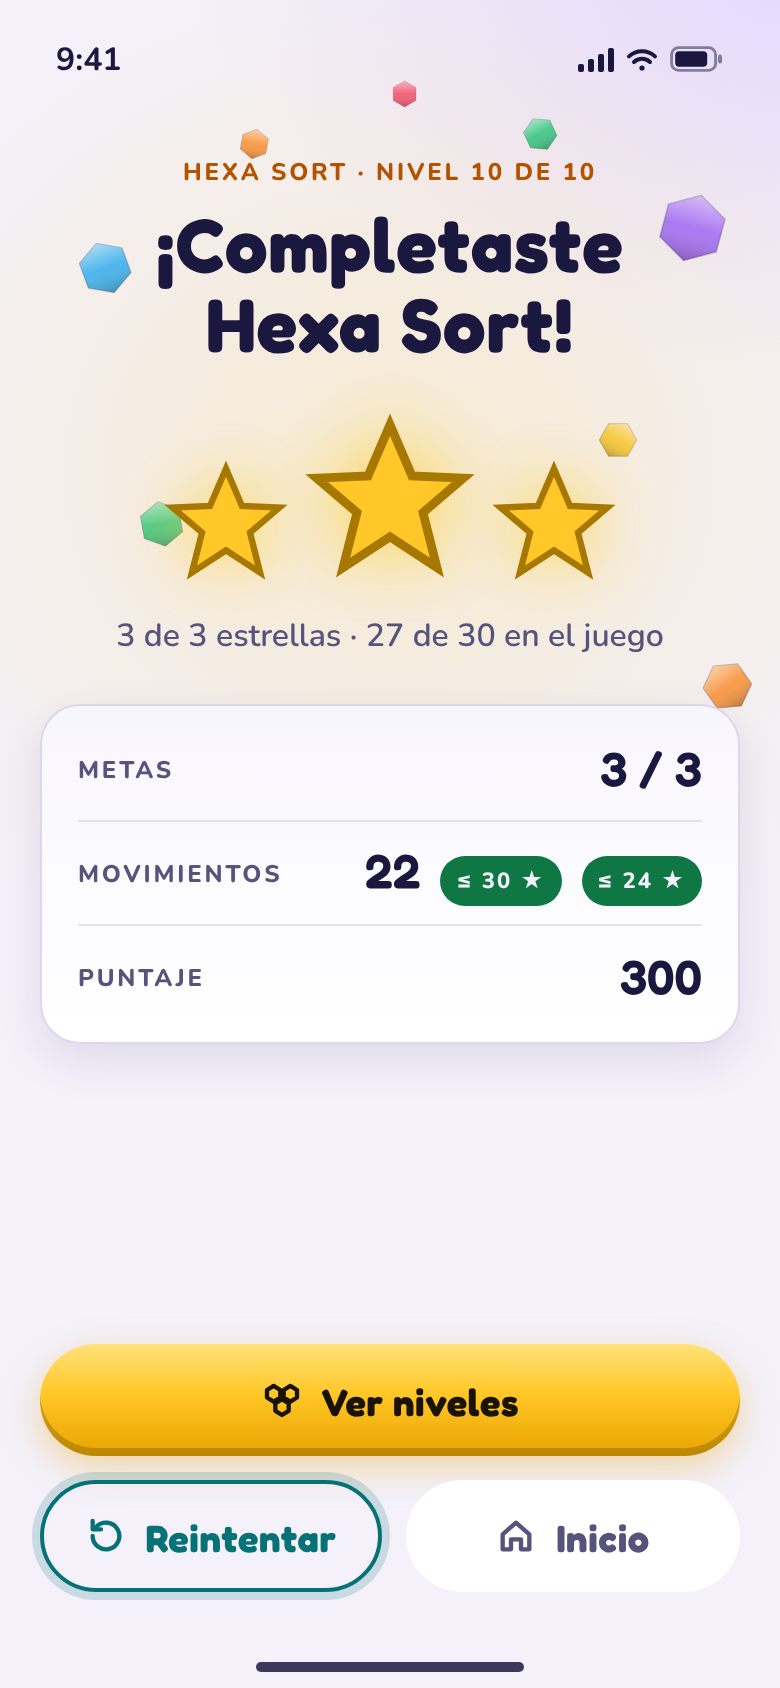 9:41
HEXA SORT · NIVEL 10 DE 10
¡Completaste
Hexa Sort!
3 de 3 estrellas · 27 de 30 en el juego
METAS 3 / 3
MOVIMIENTOS 22 ≤ 30 ★ ≤ 24 ★
PUNTAJE 300
Ver niveles
Reintentar Inicio